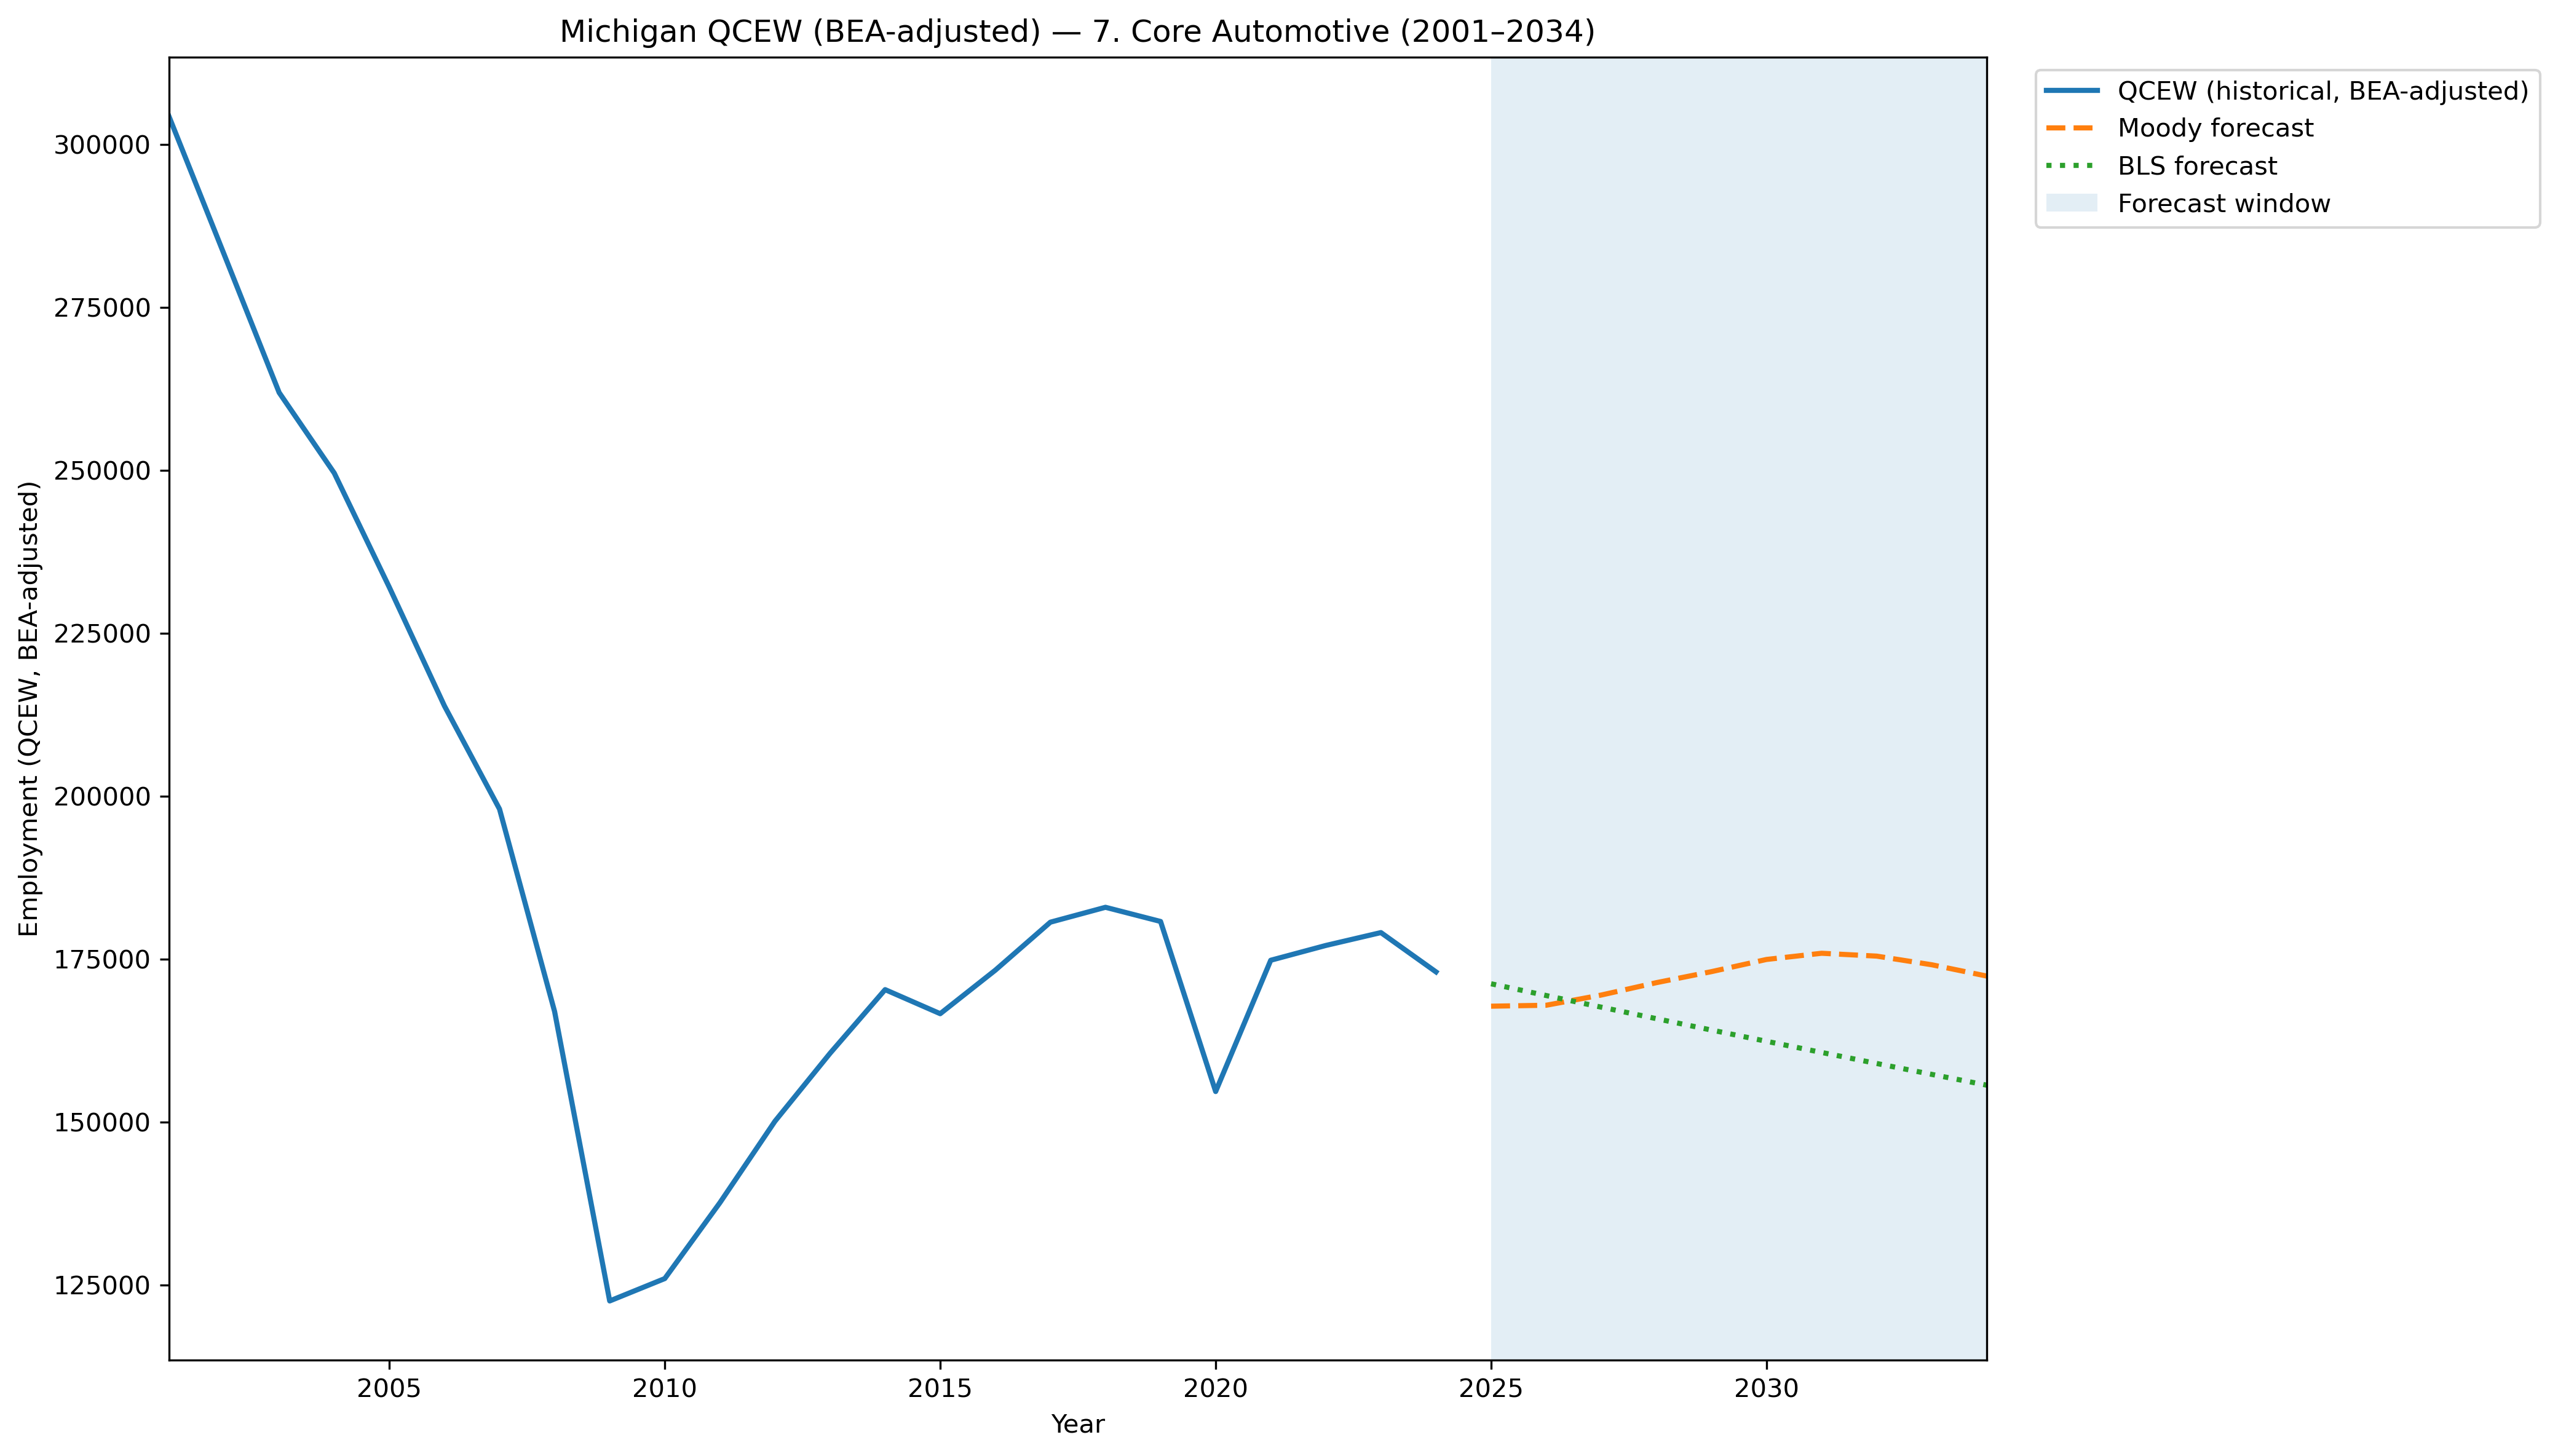 Michigan QCEW (BEA-adjusted) — 7. Core Automotive (2001–2034)
QCEW (historical, BEA-adjusted)
Moody forecast
BLS forecast
Forecast window
Employment (QCEW, BEA-adjusted)
300000
275000
250000
225000
200000
175000
150000
125000
2005
2010
2015
2020
2025
2030
Year